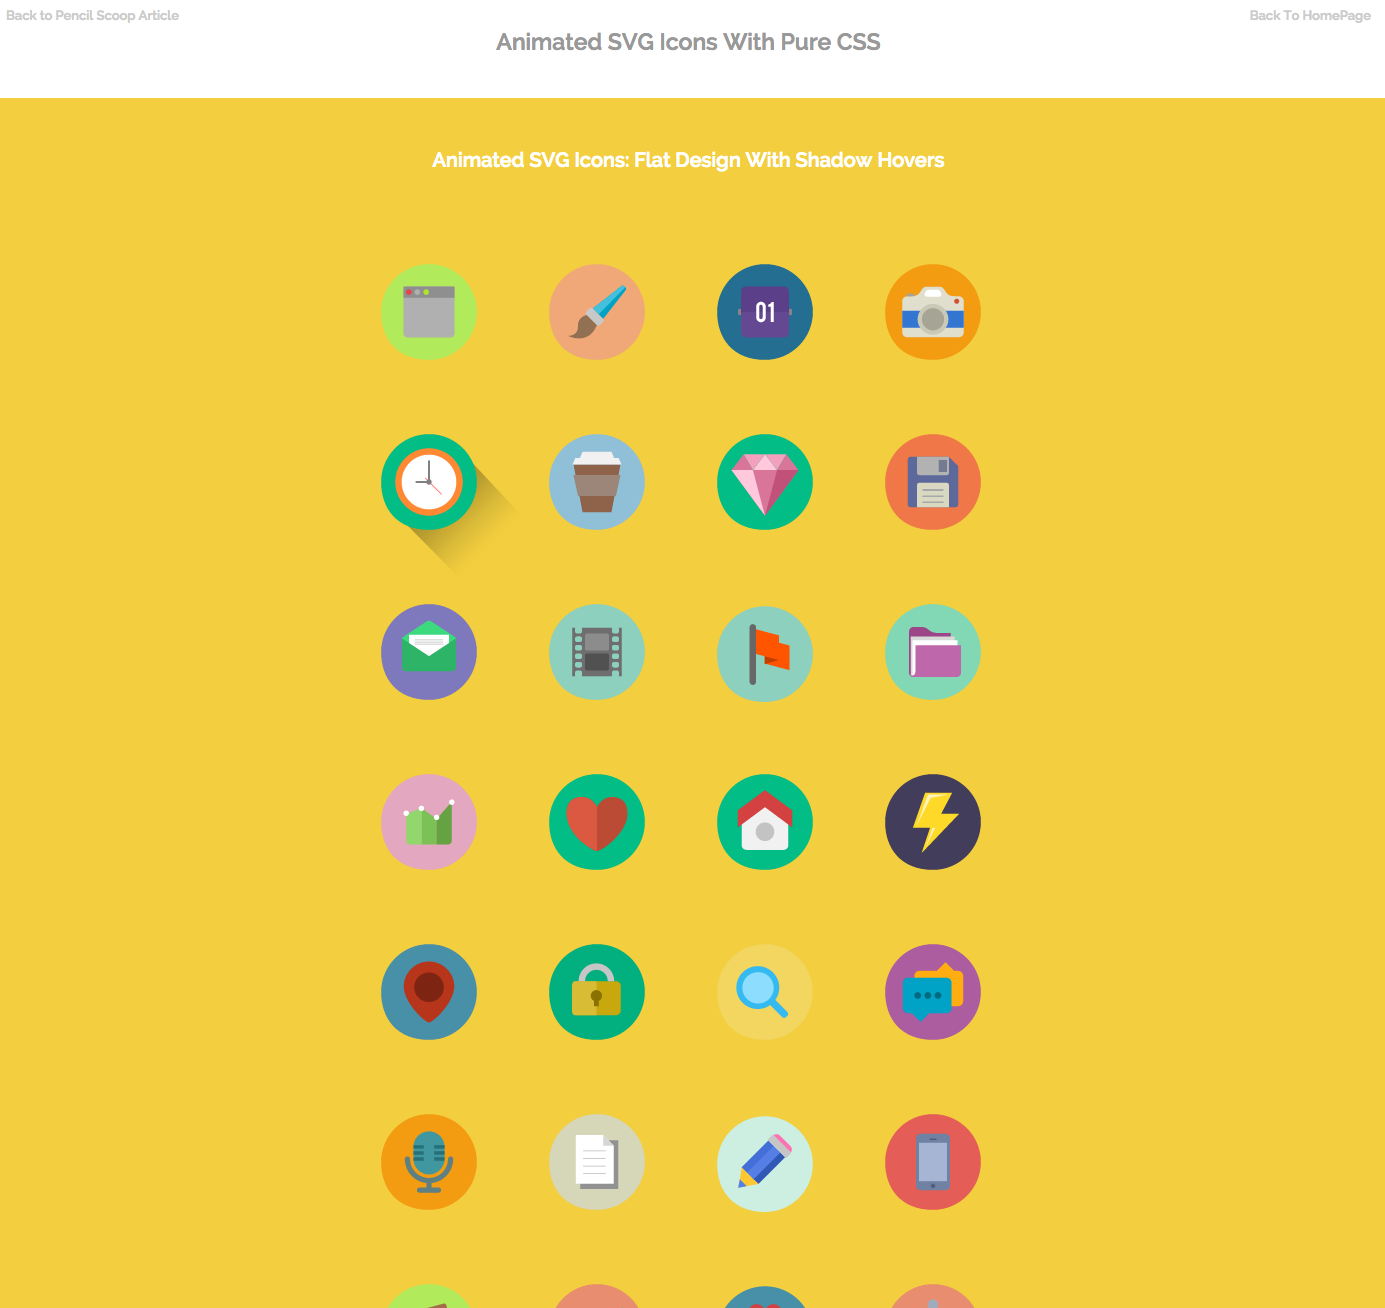 Back to Pencil Scoop Article
Back To HomePage
Animated SVG Icons With Pure CSS
Animated SVG Icons: Flat Design With Shadow Hovers
01